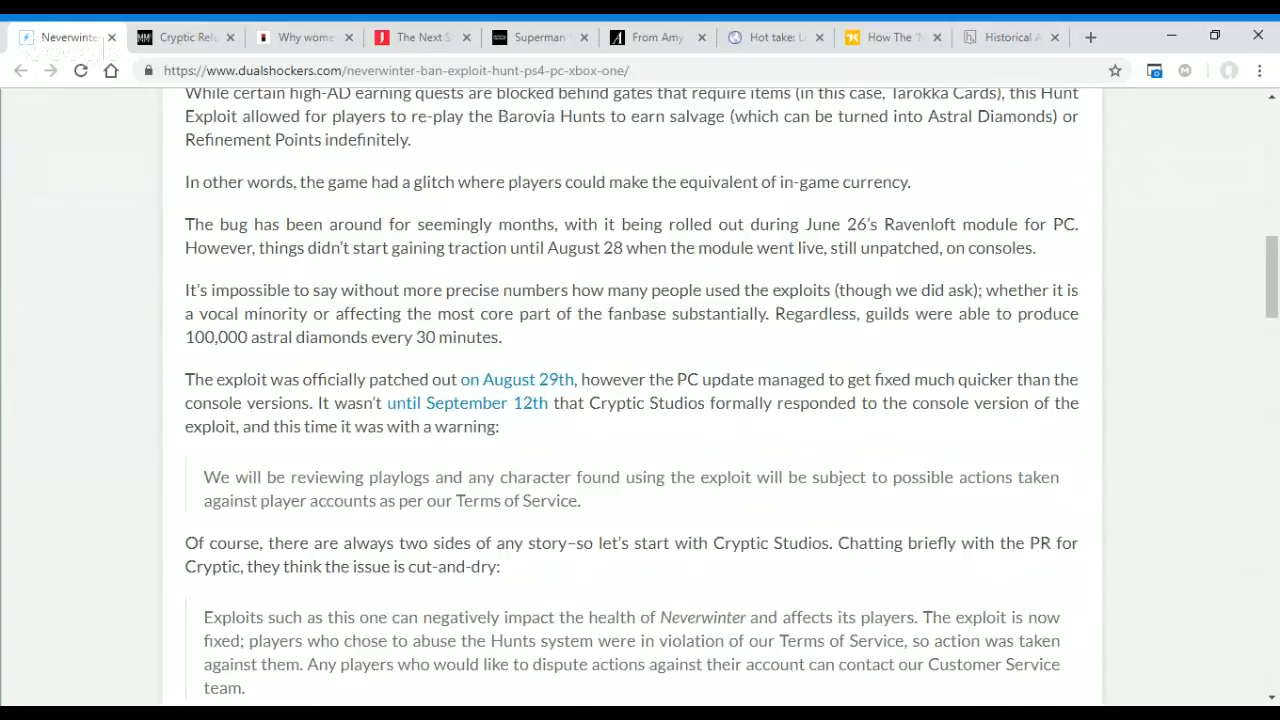 Neverwinte
Cryptic Relo
Why wome
The Next S
Superman
From Amy
Hot take: L
How The '
Historical A
https://www.dualshockers.com/neverwinter-ban-exploit-hunt-ps4-pc-xbox-one/
While certain high-AD earning quests are blocked behind gates that require items (in this case, Tarokka Cards), this Hunt
Exploit allowed for players to re-play the Barovia Hunts to earn salvage (which can be turned into Astral Diamonds) or
Refinement Points indefinitely.
In other words, the game had a glitch where players could make the equivalent of in-game currency.
The bug has been around for seemingly months, with it being rolled out during June 26’s Ravenloft module for PC.
However, things didn’t start gaining traction until August 28 when the module went live, still unpatched, on consoles.
It’s impossible to say without more precise numbers how many people used the exploits (though we did ask); whether it is
a vocal minority or affecting the most core part of the fanbase substantially. Regardless, guilds were able to produce
100,000 astral diamonds every 30 minutes.
The exploit was officially patched out on August 29th, however the PC update managed to get fixed much quicker than the
console versions. It wasn’t until September 12th that Cryptic Studios formally responded to the console version of the
exploit, and this time it was with a warning:
We will be reviewing playlogs and any character found using the exploit will be subject to possible actions taken
against player accounts as per our Terms of Service.
Of course, there are always two sides of any story–so let’s start with Cryptic Studios. Chatting briefly with the PR for
Cryptic, they think the issue is cut-and-dry:
Exploits such as this one can negatively impact the health of Neverwinter and affects its players. The exploit is now
fixed; players who chose to abuse the Hunts system were in violation of our Terms of Service, so action was taken
against them. Any players who would like to dispute actions against their account can contact our Customer Service
team.